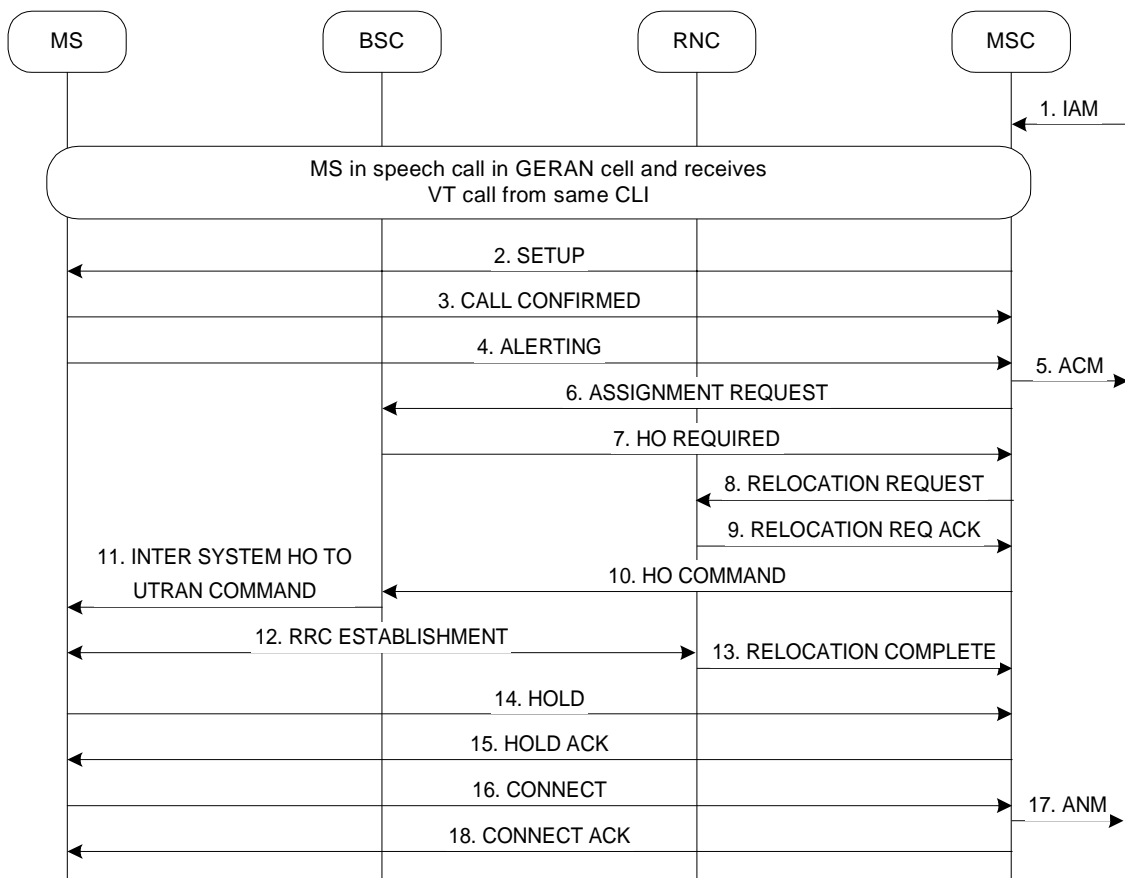 MS
BSC
RNC
MSC
1. IAM
MS in speech call in GERAN cell and receives
VT call from same CLI
2. SETUP
3. CALL CONFIRMED
4. ALERTING
5. ACM
6. ASSIGNMENT REQUEST
7. HO REQUIRED
8. RELOCATION REQUEST
9. RELOCATION REQ ACK
10. HO COMMAND
11. INTER SYSTEM HO TO
UTRAN COMMAND
12. RRC ESTABLISHMENT
13. RELOCATION COMPLETE
14. HOLD
15. HOLD ACK
16. CONNECT
17. ANM
18. CONNECT ACK